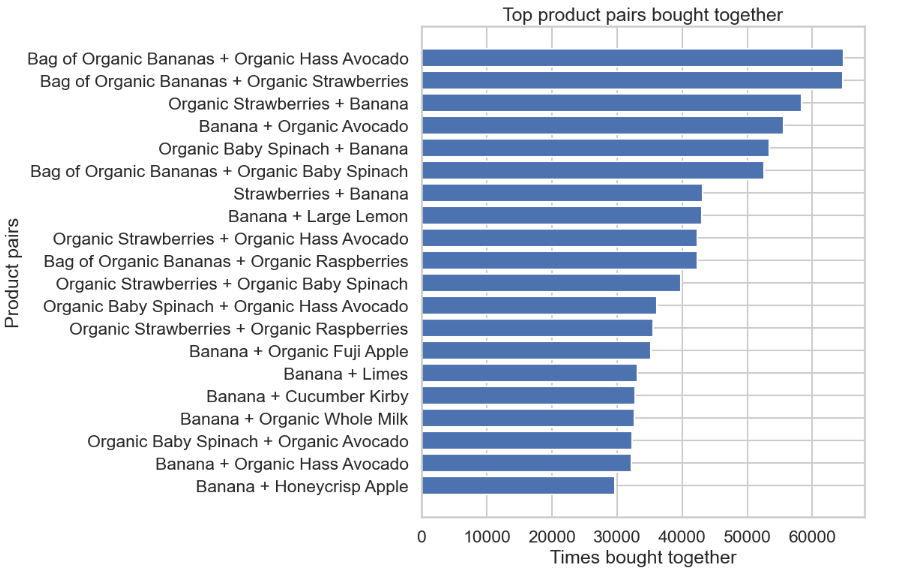 Top product pairs bought together
Product pairs
Bag of Organic Bananas + Organic Hass Avocado
Bag of Organic Bananas + Organic Strawberries
Organic Strawberries + Banana
Banana + Organic Avocado
Organic Baby Spinach + Banana
Bag of Organic Bananas + Organic Baby Spinach
Strawberries + Banana
Banana + Large Lemon
Organic Strawberries + Organic Hass Avocado
Bag of Organic Bananas + Organic Raspberries
Organic Strawberries + Organic Baby Spinach
Organic Baby Spinach + Organic Hass Avocado
Organic Strawberries + Organic Raspberries
Banana + Organic Fuji Apple
Banana + Limes
Banana + Cucumber Kirby
Banana + Organic Whole Milk
Organic Baby Spinach + Organic Avocado
Banana + Organic Hass Avocado
Banana + Honeycrisp Apple
0 10000 20000 30000 40000 50000 60000
Times bought together